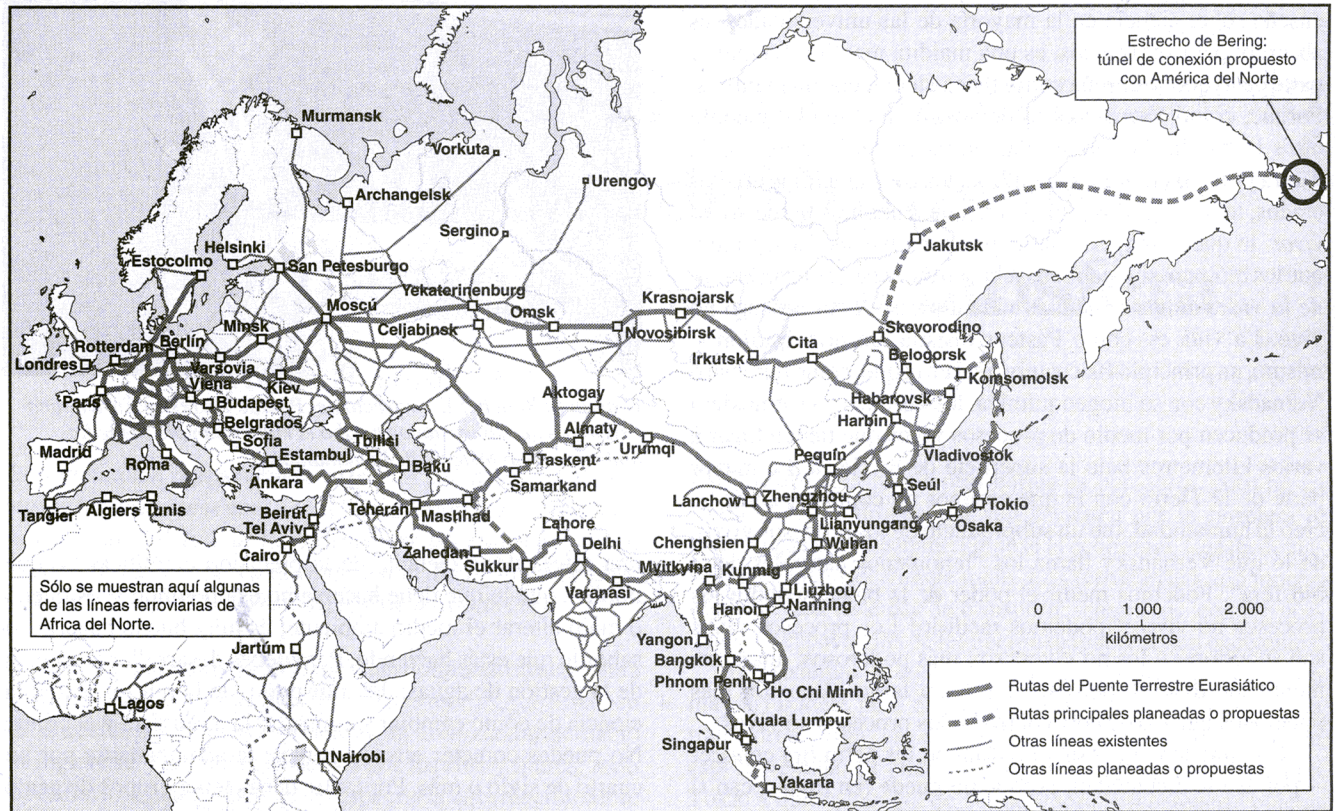 Estrecho de Bering:
túnel de conexión propuesto
con América del Norte
Murmansk
Vorkuta
Urengoy
Archangelsk
Sergino
Jakutsk
Helsinki
Estocolmo
San Petesburgo
Yekaterinenburg
Krasnojarsk
Moscú
Celjabinsk
Omsk
Novosibirsk
Skevorodino
Minsk
Berlín
Rotterdam
Londres
Varsovia
Irkutsk
Cita
Belogorsk
Komsomolsk
Viena
Kiev
Paris
Budapest
Aktogay
Habarovsk
Belgrados
Harbin
Sofia
Tbilisi
Almaty
Madrid
Roma
Estambul
Bakú
Taskent
Urumqi
Pequín
Vladivostok
Ankara
Samarkand
Seúl
Tangier
Algiers
Tunis
Beirut
Teherán
Mashhad
Lanchow
Zhengzhou
Tokio
Tel Aviv
Lahore
Lianyungang
Osaka
Cairo
Zahedan
Delhi
Chenghsien
Wuhan
Sukkur
Myitkyina
Kunmig
Varanasi
Liuzhou
Nanning
Hanoi
Sólo se muestran aquí algunas
de las líneas ferroviarias de
Africa del Norte.
0 1.000 2.000
kilómetros
Jartúm
Yangon
Bangkok
Phnom Penh
Ho Chi Minh
Lagos
Kuala Lumpur
Singapur
Nairobi
Yakarta
Rutas del Puente Terrestre Eurasiático
Rutas principales planeadas o propuestas
Otras líneas existentes
Otras líneas planeadas o propuestas